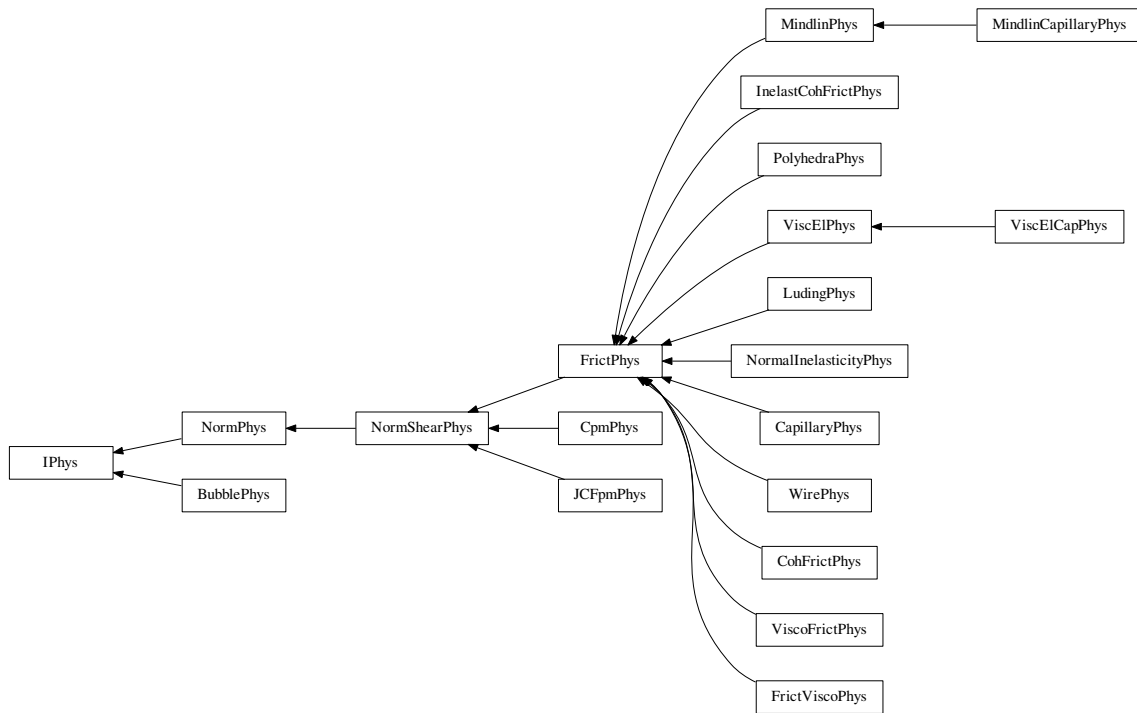 MindlinPhys
MindlinCapillaryPhys
InelastCohFrictPhys
PolyhedraPhys
ViscElPhys
ViscElCapPhys
LudingPhys
FrictPhys
NormalInelasticityPhys
NormPhys
NormShearPhys
CpmPhys
CapillaryPhys
IPhys
BubblePhys
JCFpmPhys
WirePhys
CohFrictPhys
ViscoFrictPhys
FrictViscoPhys